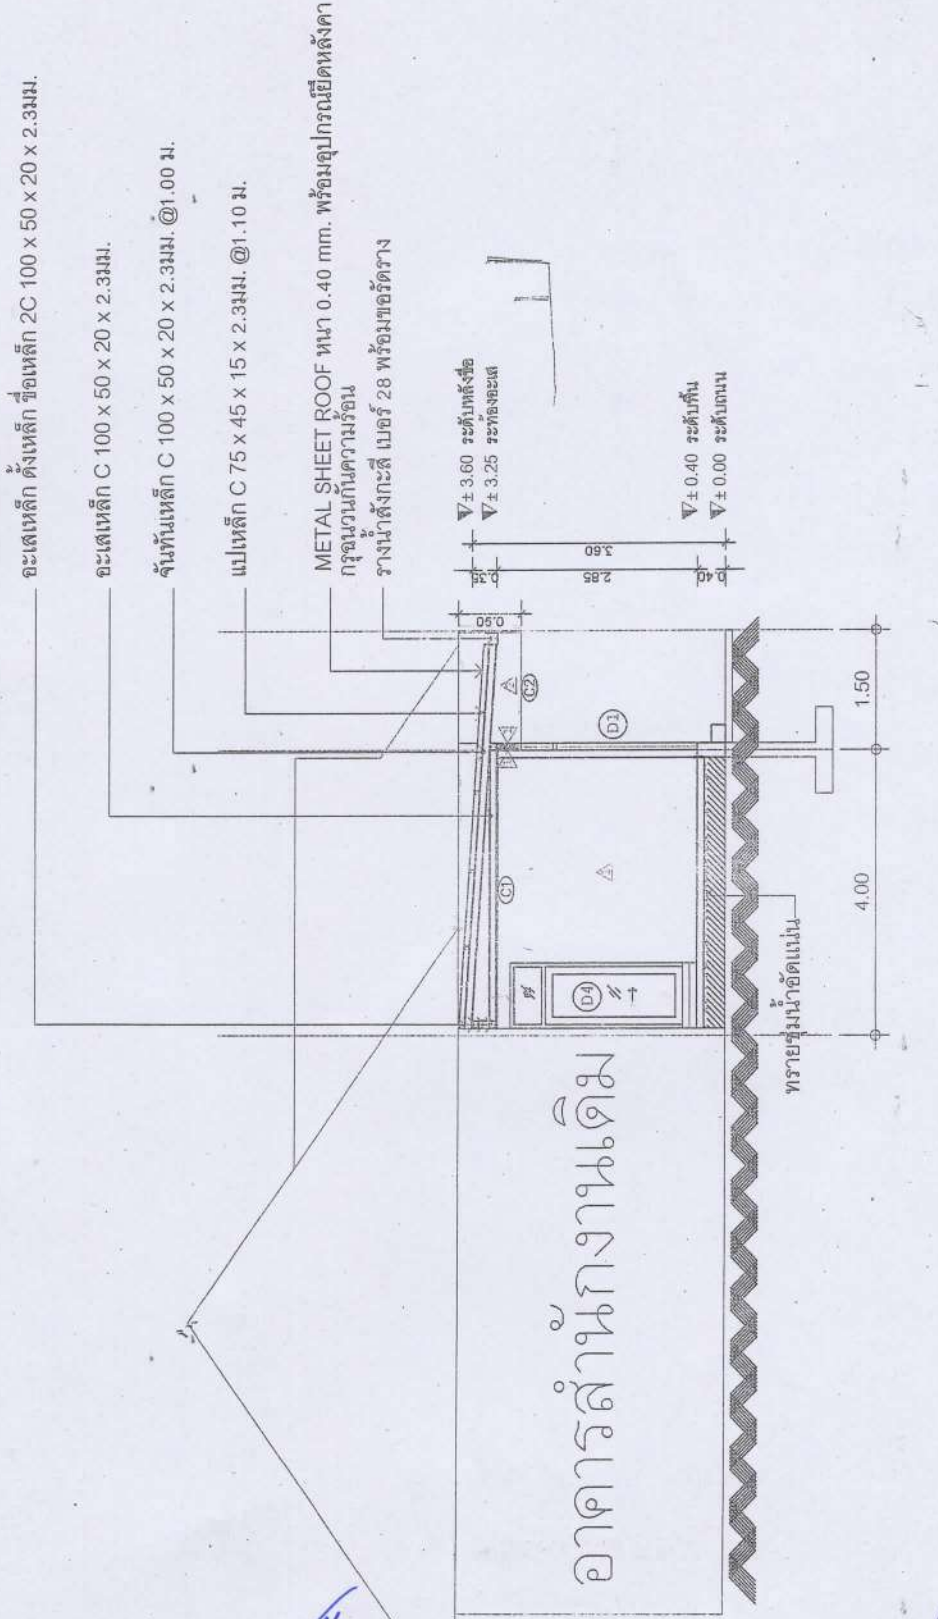 อะเสเหล็ก ดั้งเหล็ก ขื่อเหล็ก 2C 100 x 50 x 20 x 2.3มม.
อะเสเหล็ก C 100 x 50 x 20 x 2.3มม.
จันทันเหล็ก C 100 x 50 x 20 x 2.3มม. @1.00 ม.
แปเหล็ก C 75 x 45 x 15 x 2.3มม. @1.10 ม.
METAL SHEET ROOF หนา 0.40 mm. พร้อมอุปกรณ์ยึดหลังคา
กรุฉนวนกันความร้อน
รางน้ำสังกะสี เบอร์ 28 พร้อมขอรัดราง
± 3.60 ระดับหลังขื่อ
± 3.25 ระท้องอะเส
± 0.40 ระดับพื้น
± 0.00 ระดับถนน
0.90
0.35
2.85
0.40
3.60
C1
C2
D1
D4
อาคารสำนักงานเดิม
ทรายชุ่มน้ำอัดแน่น
4.00
1.50